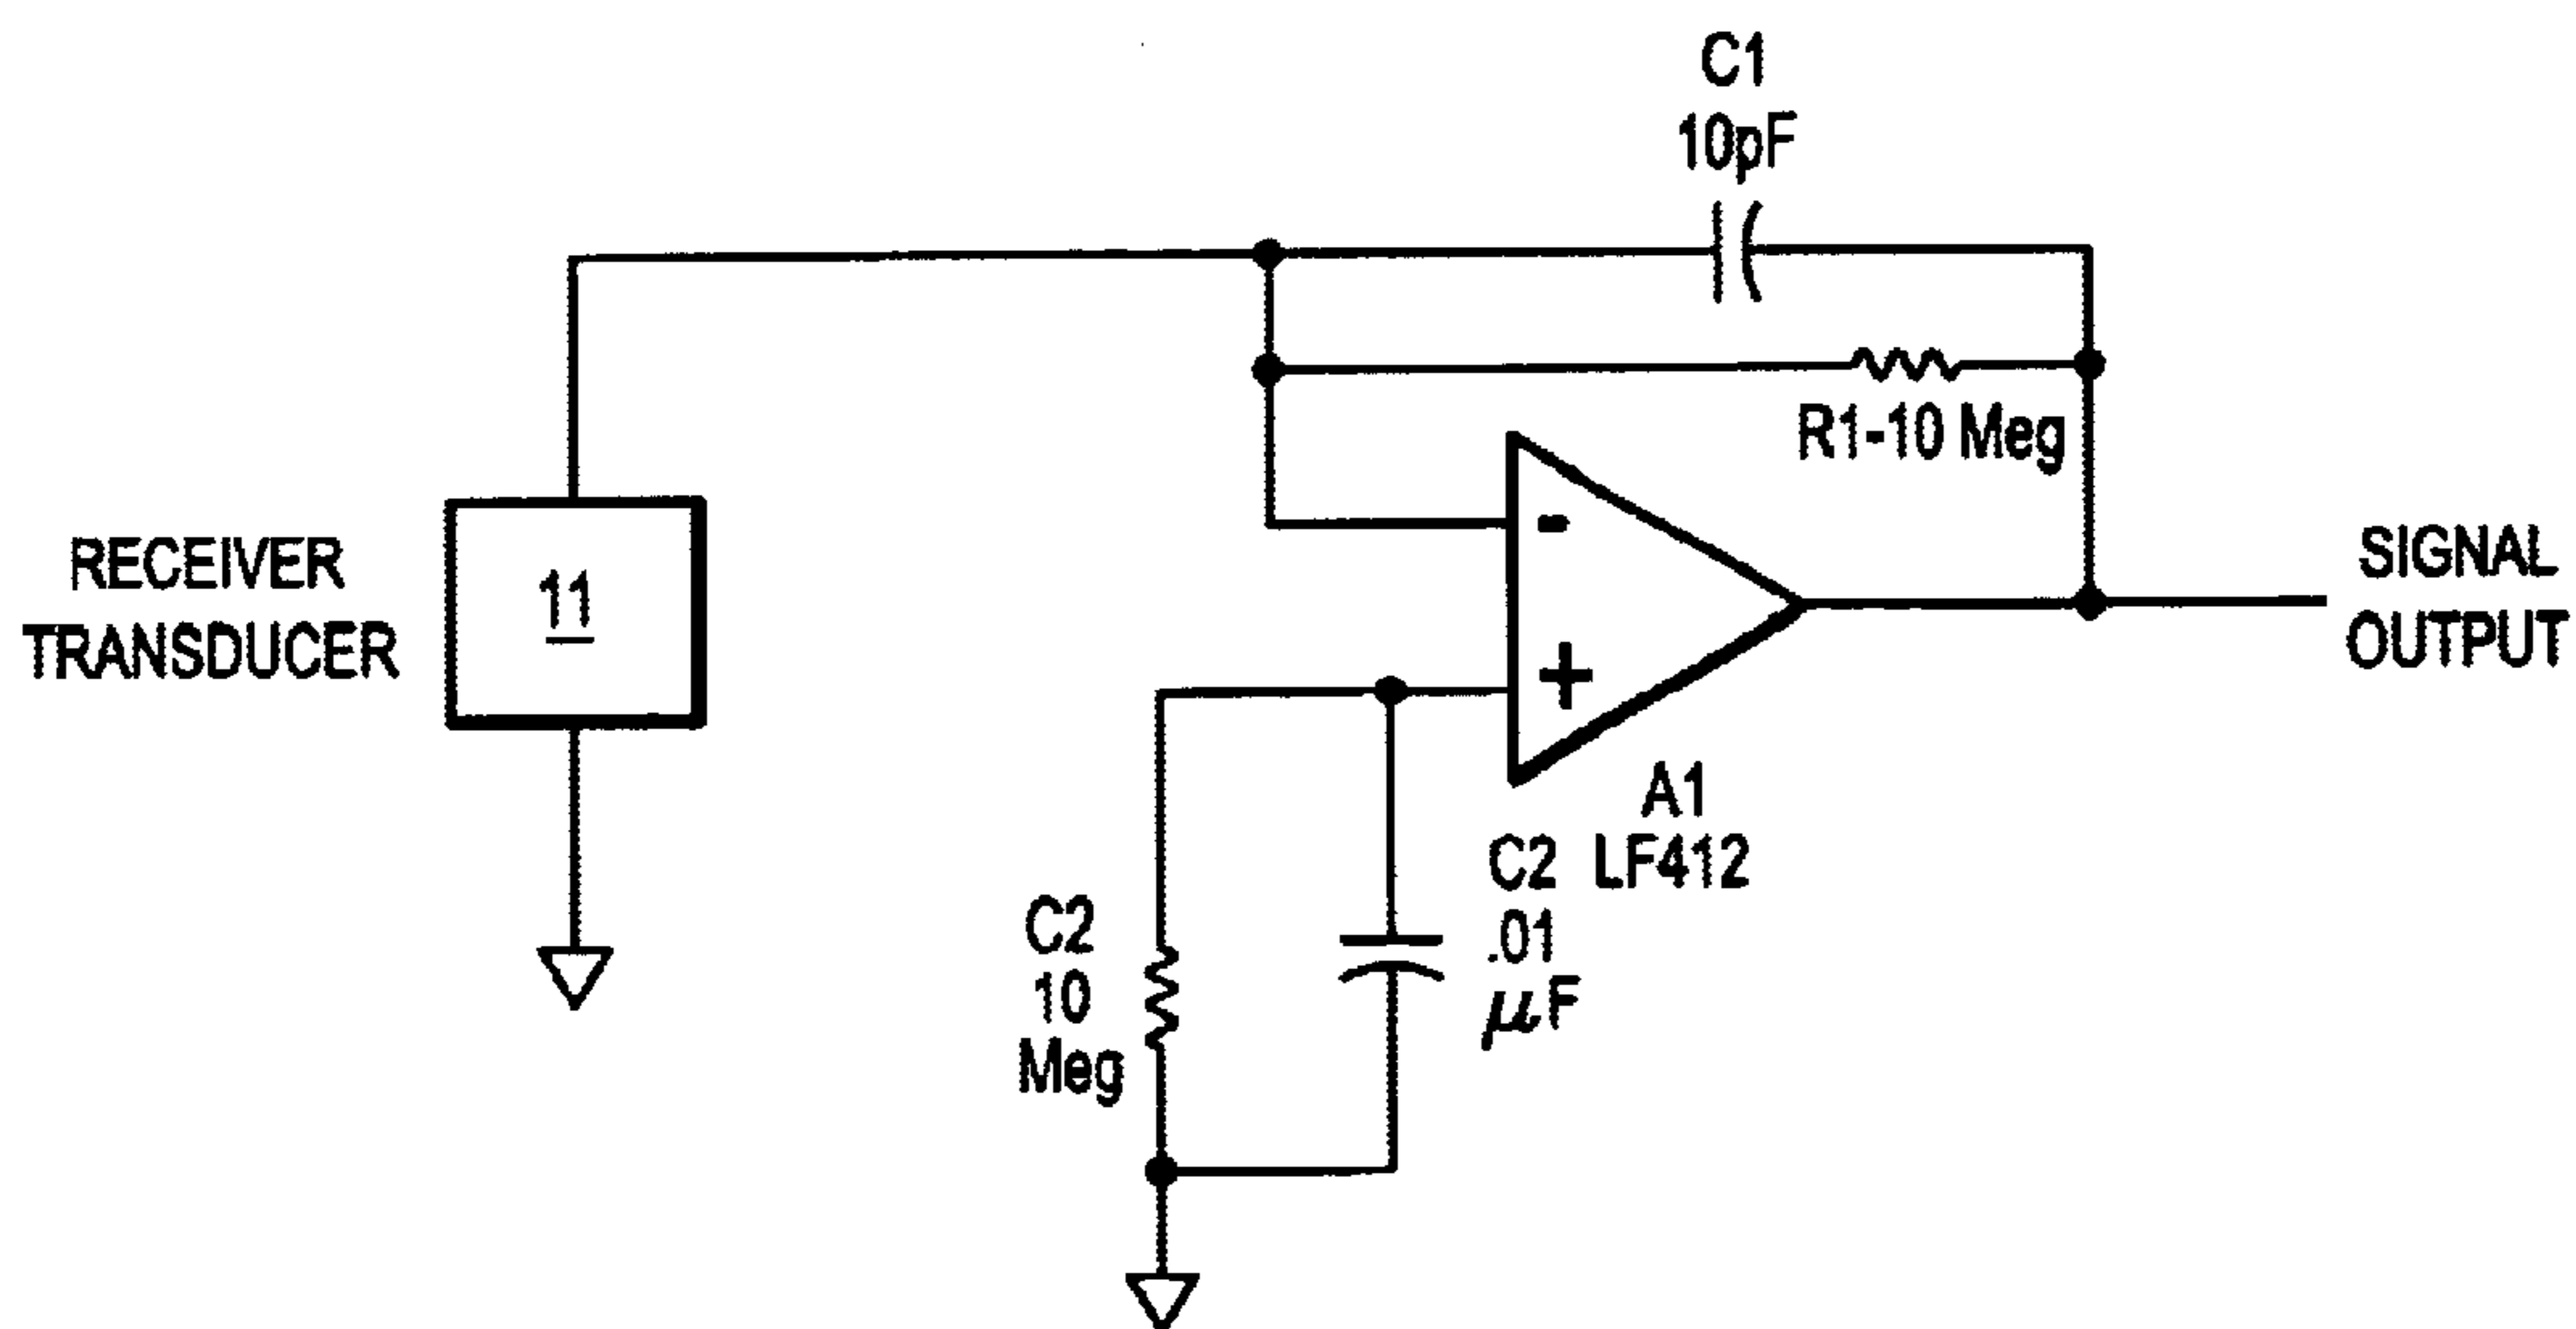 C1
10pF
R1-10 Meg
RECEIVER
TRANSDUCER
11
-
+
SIGNAL
OUTPUT
A1
LF412
C2
.01
μF
C2
10
Meg